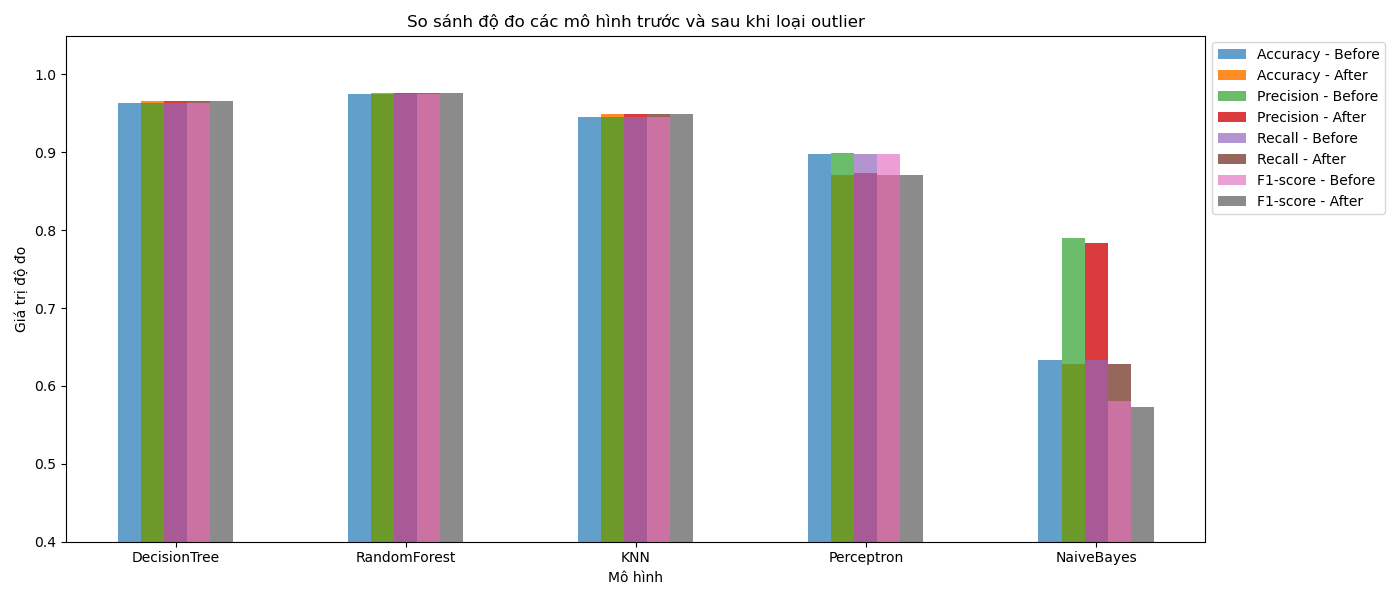 So sánh độ đo các mô hình trước và sau khi loại outlier
Giá trị độ đo
1.0
0.9
0.8
0.7
0.6
0.5
0.4
DecisionTree
RandomForest
KNN
Perceptron
NaiveBayes
Mô hình
Accuracy - Before
Accuracy - After
Precision - Before
Precision - After
Recall - Before
Recall - After
F1-score - Before
F1-score - After